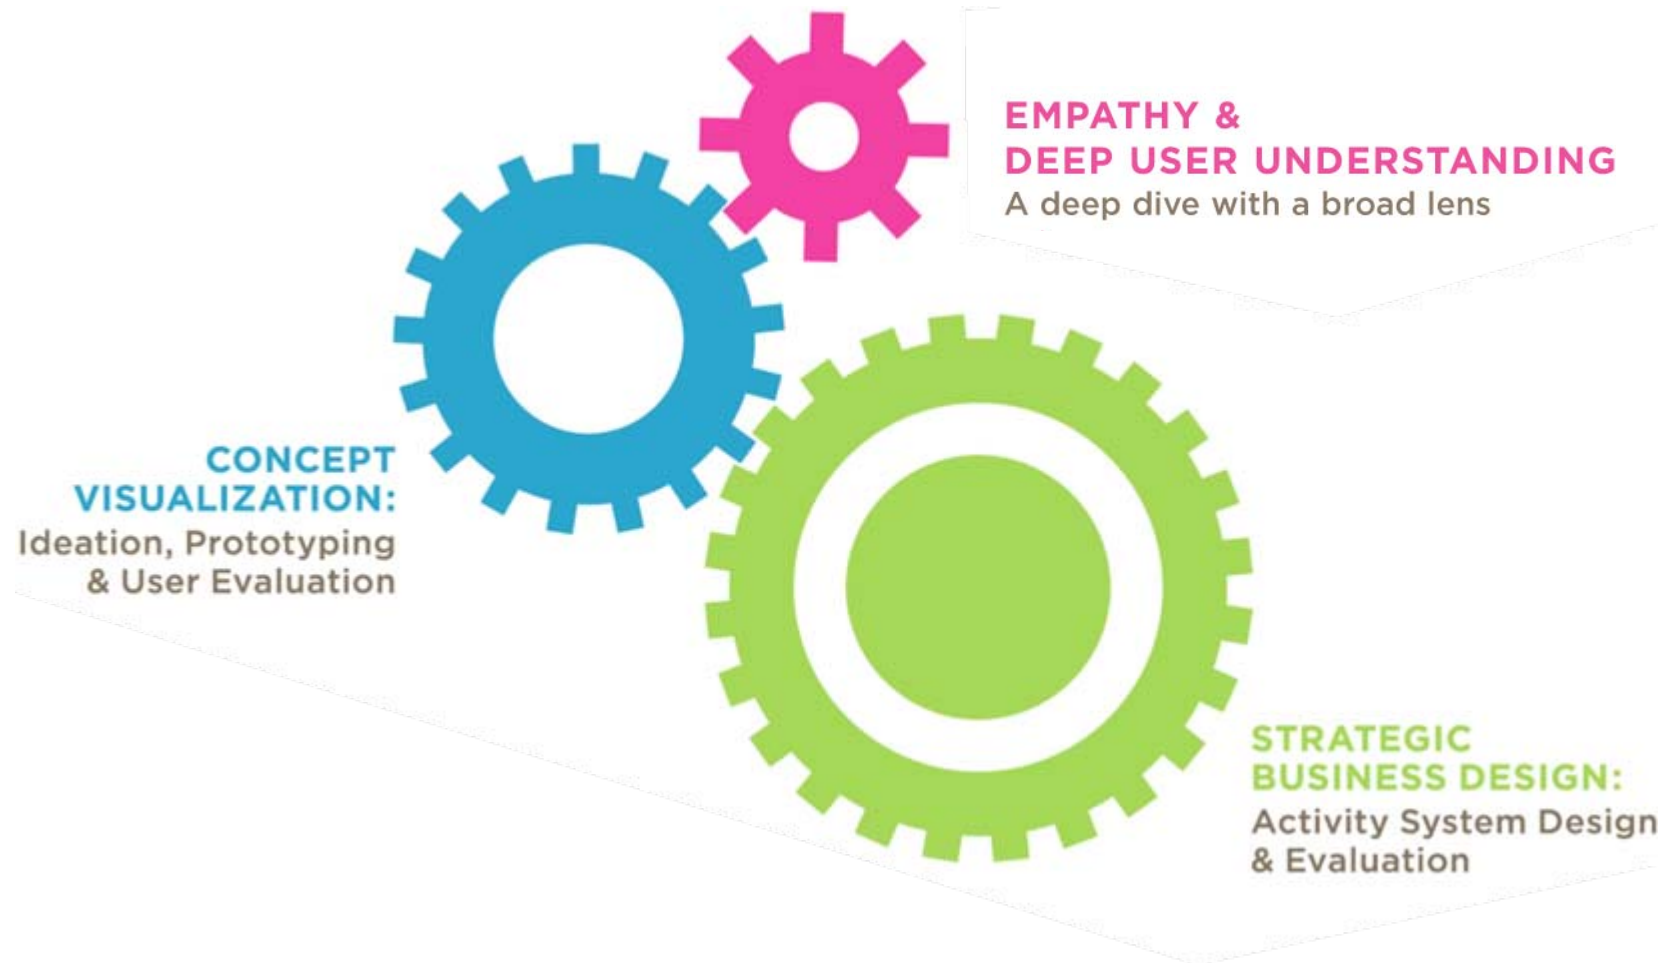 EMPATHY &
DEEP USER UNDERSTANDING
A deep dive with a broad lens
CONCEPT
VISUALIZATION:
Ideation, Prototyping
& User Evaluation
STRATEGIC
BUSINESS DESIGN:
Activity System Design
& Evaluation